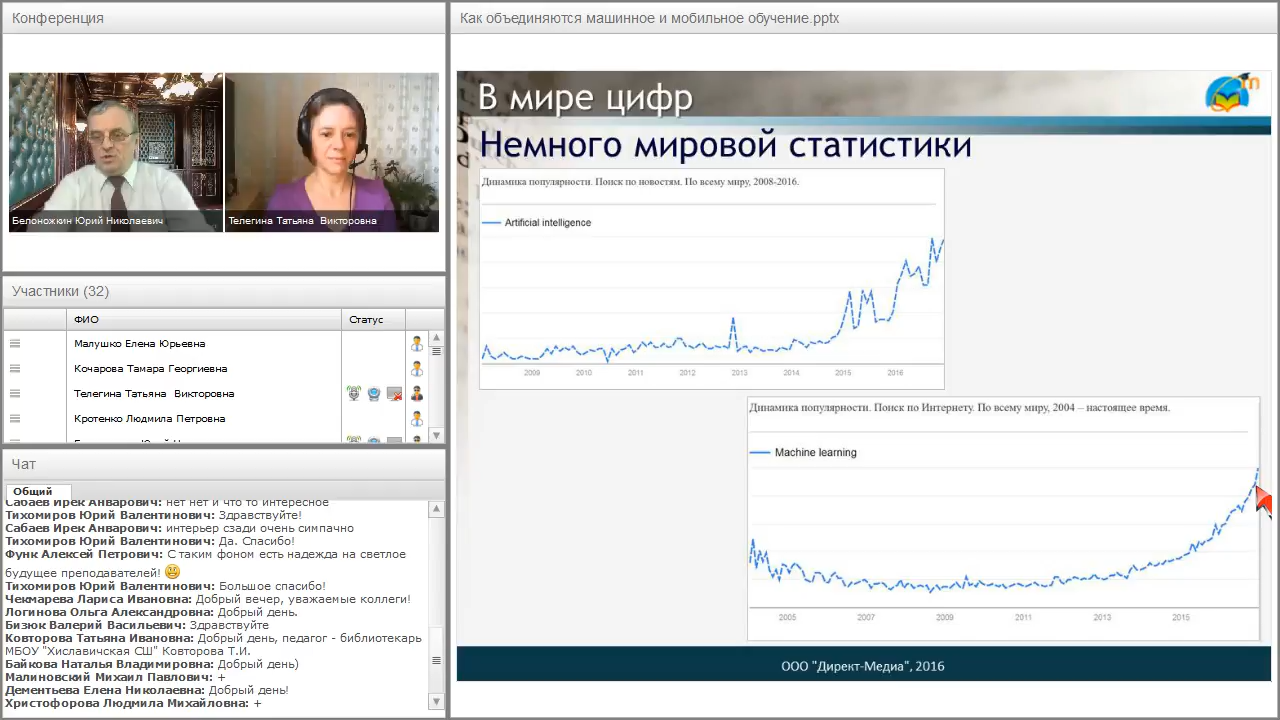 Конференция
Белоножкин Юрий Николаевич
Телегина Татьяна Викторовна
Участники (32)
ФИО
Статус
Малушко Елена Юрьевна
Кочарова Тамара Георгиевна
Телегина Татьяна Викторовна
Кротенко Людмила Петровна
Чат
Общий
Сабаев Ирек Анварович: нет нет и что то интересное
Тихомиров Юрий Валентинович: Здравствуйте!
Сабаев Ирек Анварович: интерьер сзади очень симпачно
Тихомиров Юрий Валентинович: Да. Спасибо!
Функ Алексей Петрович: С таким фоном есть надежда на светлое
будущее преподавателей!
Тихомиров Юрий Валентинович: Большое спасибо!
Чекмарева Лариса Ивановна: Добрый вечер, уважаемые коллеги!
Логинова Ольга Александровна: Добрый день.
Бизюк Валерий Васильевич: Здравствуйте
Ковторова Татьяна Ивановна: Добрый день, педагог - библиотекарь
МБОУ "Хиславичская СШ" Ковторова Т.И.
Байкова Наталья Владимировна: Добрый день)
Малиновский Михаил Павлович: +
Дементьева Елена Николаевна: Добрый день!
Христофорова Людмила Михайловна: +
Как объединяются машинное и мобильное обучение.pptx
В мире цифр
m
Немного мировой статистики
Динамика популярности. Поиск по новостям. По всему миру, 2008-2016.
Artificial intelligence
2009 2010 2011 2012 2013 2014 2015 2016
Динамика популярности. Поиск по Интернету. По всему миру, 2004 – настоящее время.
Machine learning
2005 2007 2009 2011 2013 2015
ООО "Директ-Медиа", 2016